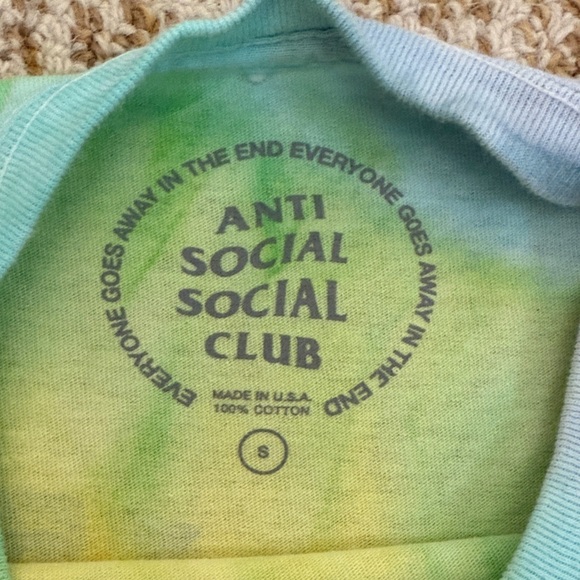 EVERYONE GOES AWAY IN THE END EVERYONE GOES AWAY IN THE END
ANTI
SOCIAL
SOCIAL
CLUB
MADE IN U.S.A.
100% COTTON
S